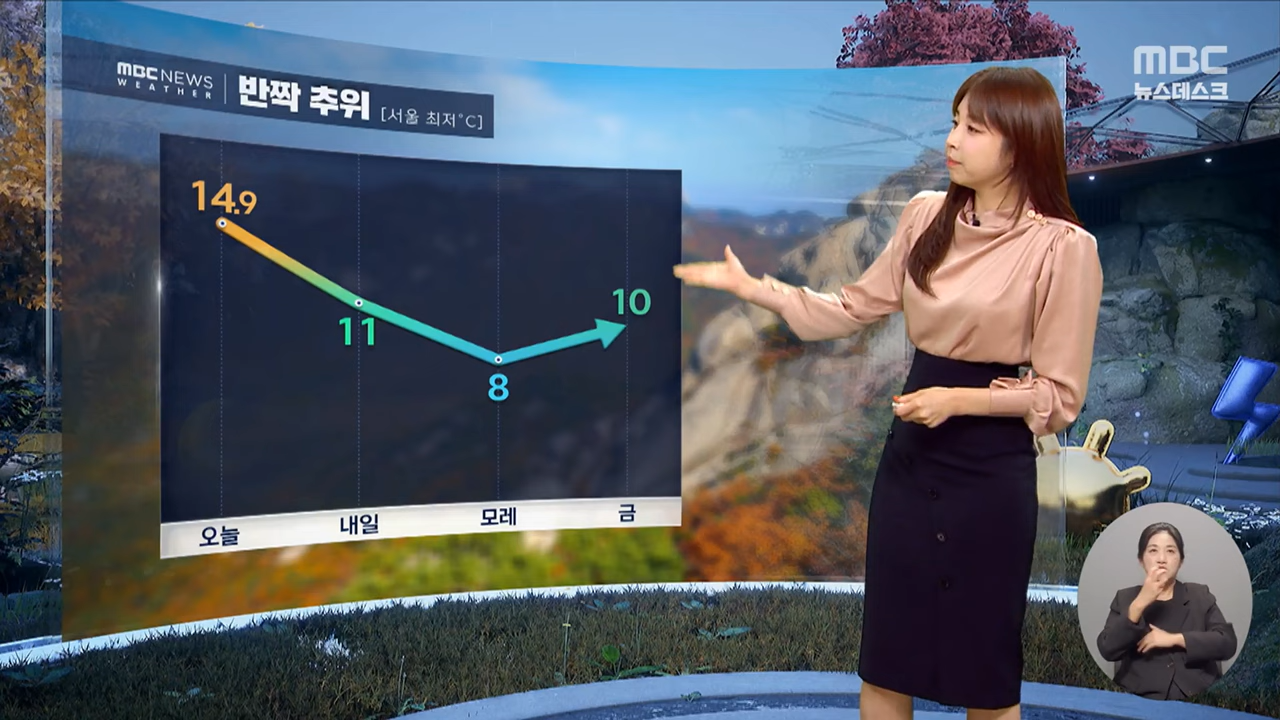 MBC NEWS
WEATHER
반짝 추위 [서울 최저°C]
MBC
뉴스데스크
14.9
11
8
10
오늘 내일 모레 금